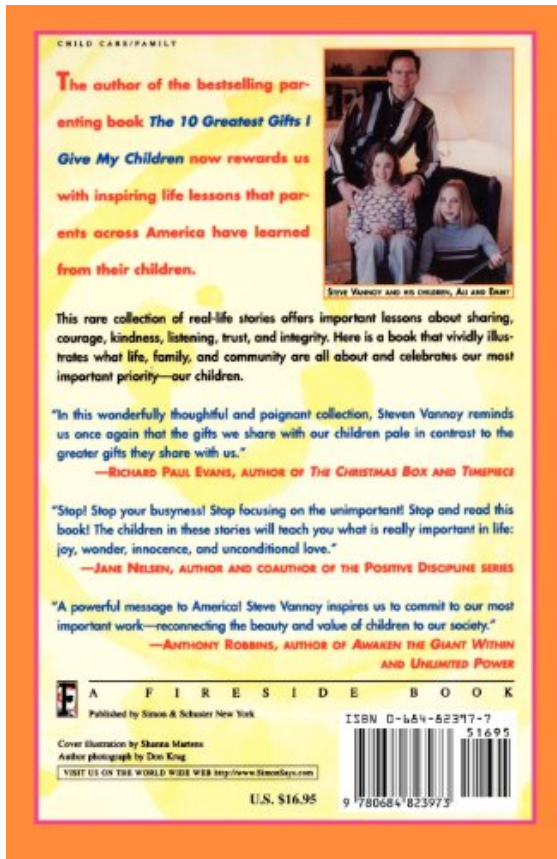 CHILD CARE/FAMILY
The author of the bestselling par-
enting book The 10 Greatest Gifts I
Give My Children now rewards us
with inspiring life lessons that par-
ents across America have learned
from their children.
STEVE VANNOY AND HIS CHILDREN, ALI AND EMMY
This rare collection of real-life stories offers important lessons about sharing,
courage, kindness, listening, trust, and integrity. Here is a book that vividly illus-
trates what life, family, and community are all about and celebrates our most
important priority—our children.
"In this wonderfully thoughtful and poignant collection, Steven Vannoy reminds
us once again that the gifts we share with our children pale in contrast to the
greater gifts they share with us."
—RICHARD PAUL EVANS, AUTHOR OF THE CHRISTMAS BOX AND TIMEPIECE
"Stop! Stop your busyness! Stop focusing on the unimportant! Stop and read this
book! The children in these stories will teach you what is really important in life:
joy, wonder, innocence, and unconditional love."
—JANE NELSEN, AUTHOR AND COAUTHOR OF THE POSITIVE DISCIPLINE SERIES
"A powerful message to America! Steve Vannoy inspires us to commit to our most
important work—reconnecting the beauty and value of children to our society."
—ANTHONY ROBBINS, AUTHOR OF AWAKEN THE GIANT WITHIN
AND UNLIMITED POWER
F
A FIRESIDE BOOK
Published by Simon & Schuster New York
Cover illustration by Shanna Martens
Author photograph by Don Krug
VISIT US ON THE WORLD WIDE WEB http://www.SimonSays.com
U.S. $16.95
ISBN 0-684-82397-7
51695
9 780684 823973